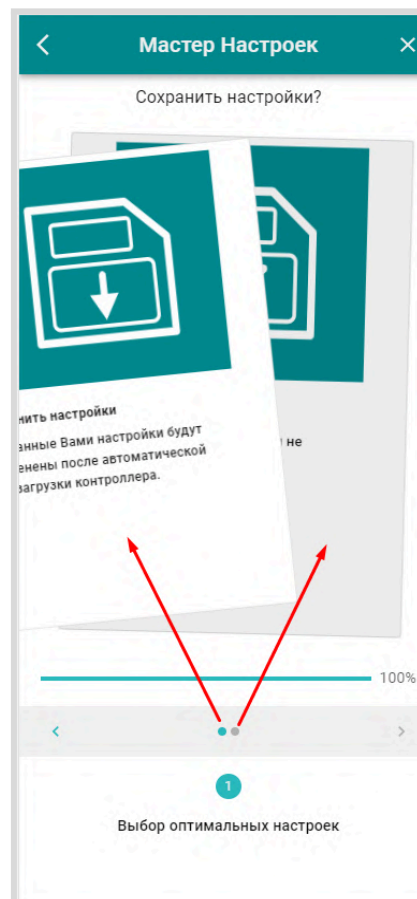 Мастер Настроек
Сохранить настройки?
нить настройки
анные Вами настройки будут
енены после автоматической
загрузки контроллера.
не
100%
1
Выбор оптимальных настроек